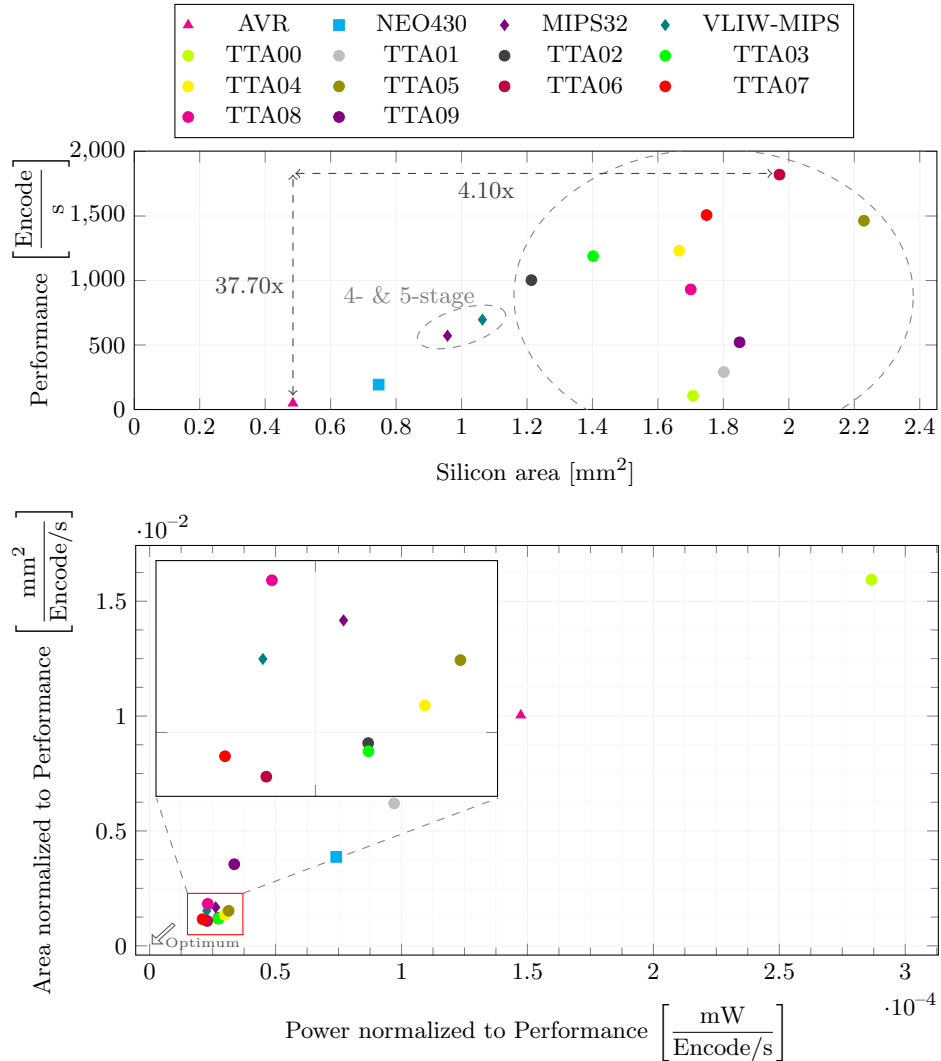 AVR NEO430 MIPS32 VLIW-MIPS
TTA00 TTA01 TTA02 TTA03
TTA04 TTA05 TTA06 TTA07
TTA08 TTA09
Performance [Encode/s]
2,000
1,500
1,000
500
0
4.10x
37.70x
4- & 5-stage
0 0.2 0.4 0.6 0.8 1 1.2 1.4 1.6 1.8 2 2.2 2.4
Silicon area [mm²]
·10⁻²
Area normalized to Performance [mm²/Encode/s]
1.5
1
0.5
0
Optimum
0 0.5 1 1.5 2 2.5 3
·10⁻⁴
Power normalized to Performance [mW/Encode/s]